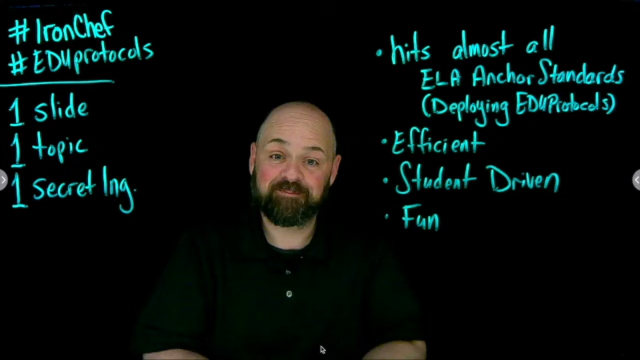 #IronChef
#EDUprotocols
1 slide
1 topic
1 secret Ing.
• hits almost all
ELA Anchor Standards
(Deploying EDUProtocols)
• Efficient
• Student Driven
• Fun